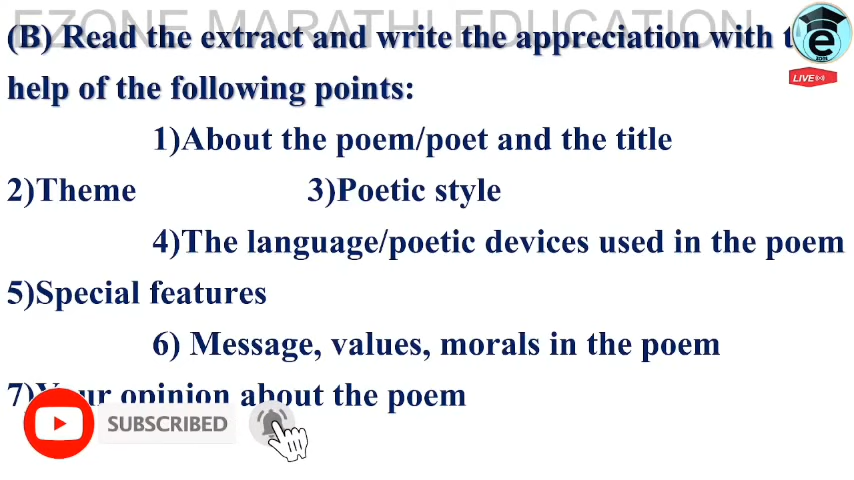 EZONE MARATHI EDUCATION
(B) Read the extract and write the appreciation with
help of the following points:
1)About the poem/poet and the title
2)Theme 3)Poetic style
4)The language/poetic devices used in the poem
5)Special features
6) Message, values, morals in the poem
7)Your opinion about the poem
SUBSCRIBED
e
LIVE